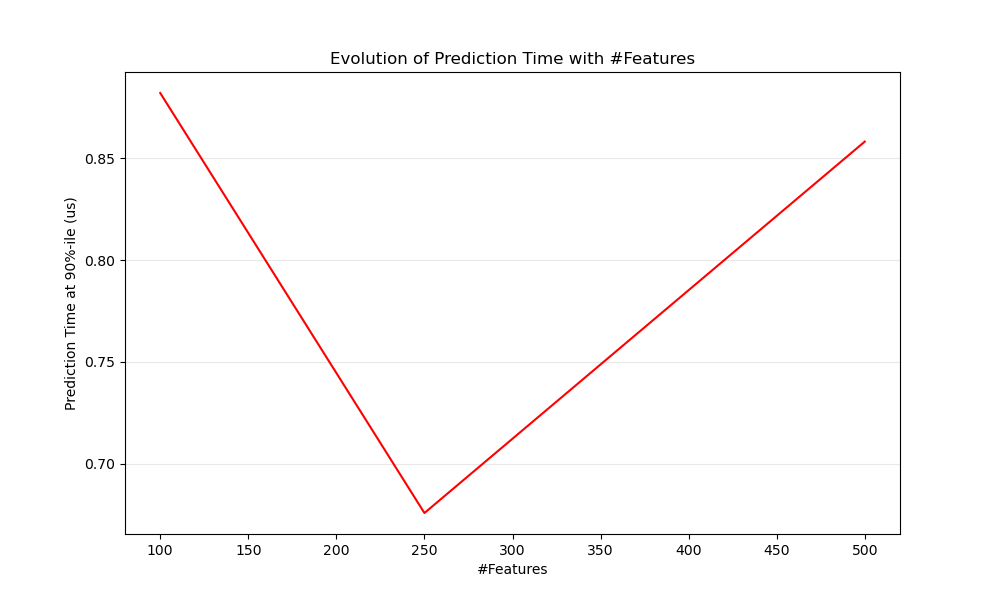 Evolution of Prediction Time with #Features
Prediction Time at 90%-ile (us)
0.85
0.80
0.75
0.70
100 150 200 250 300 350 400 450 500
#Features